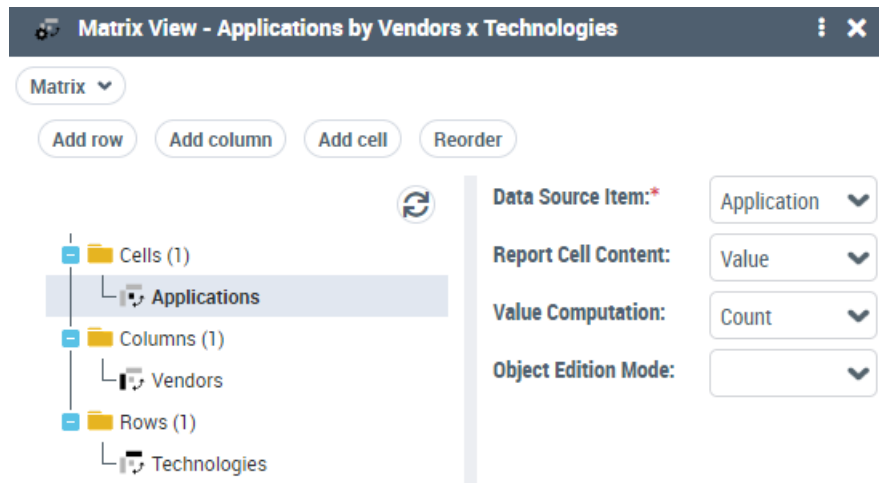 Matrix View - Applications by Vendors x Technologies
Matrix
Add row Add column Add cell Reorder
Cells (1)
Applications
Columns (1)
Vendors
Rows (1)
Technologies
Data Source Item:* Application
Report Cell Content: Value
Value Computation: Count
Object Edition Mode: